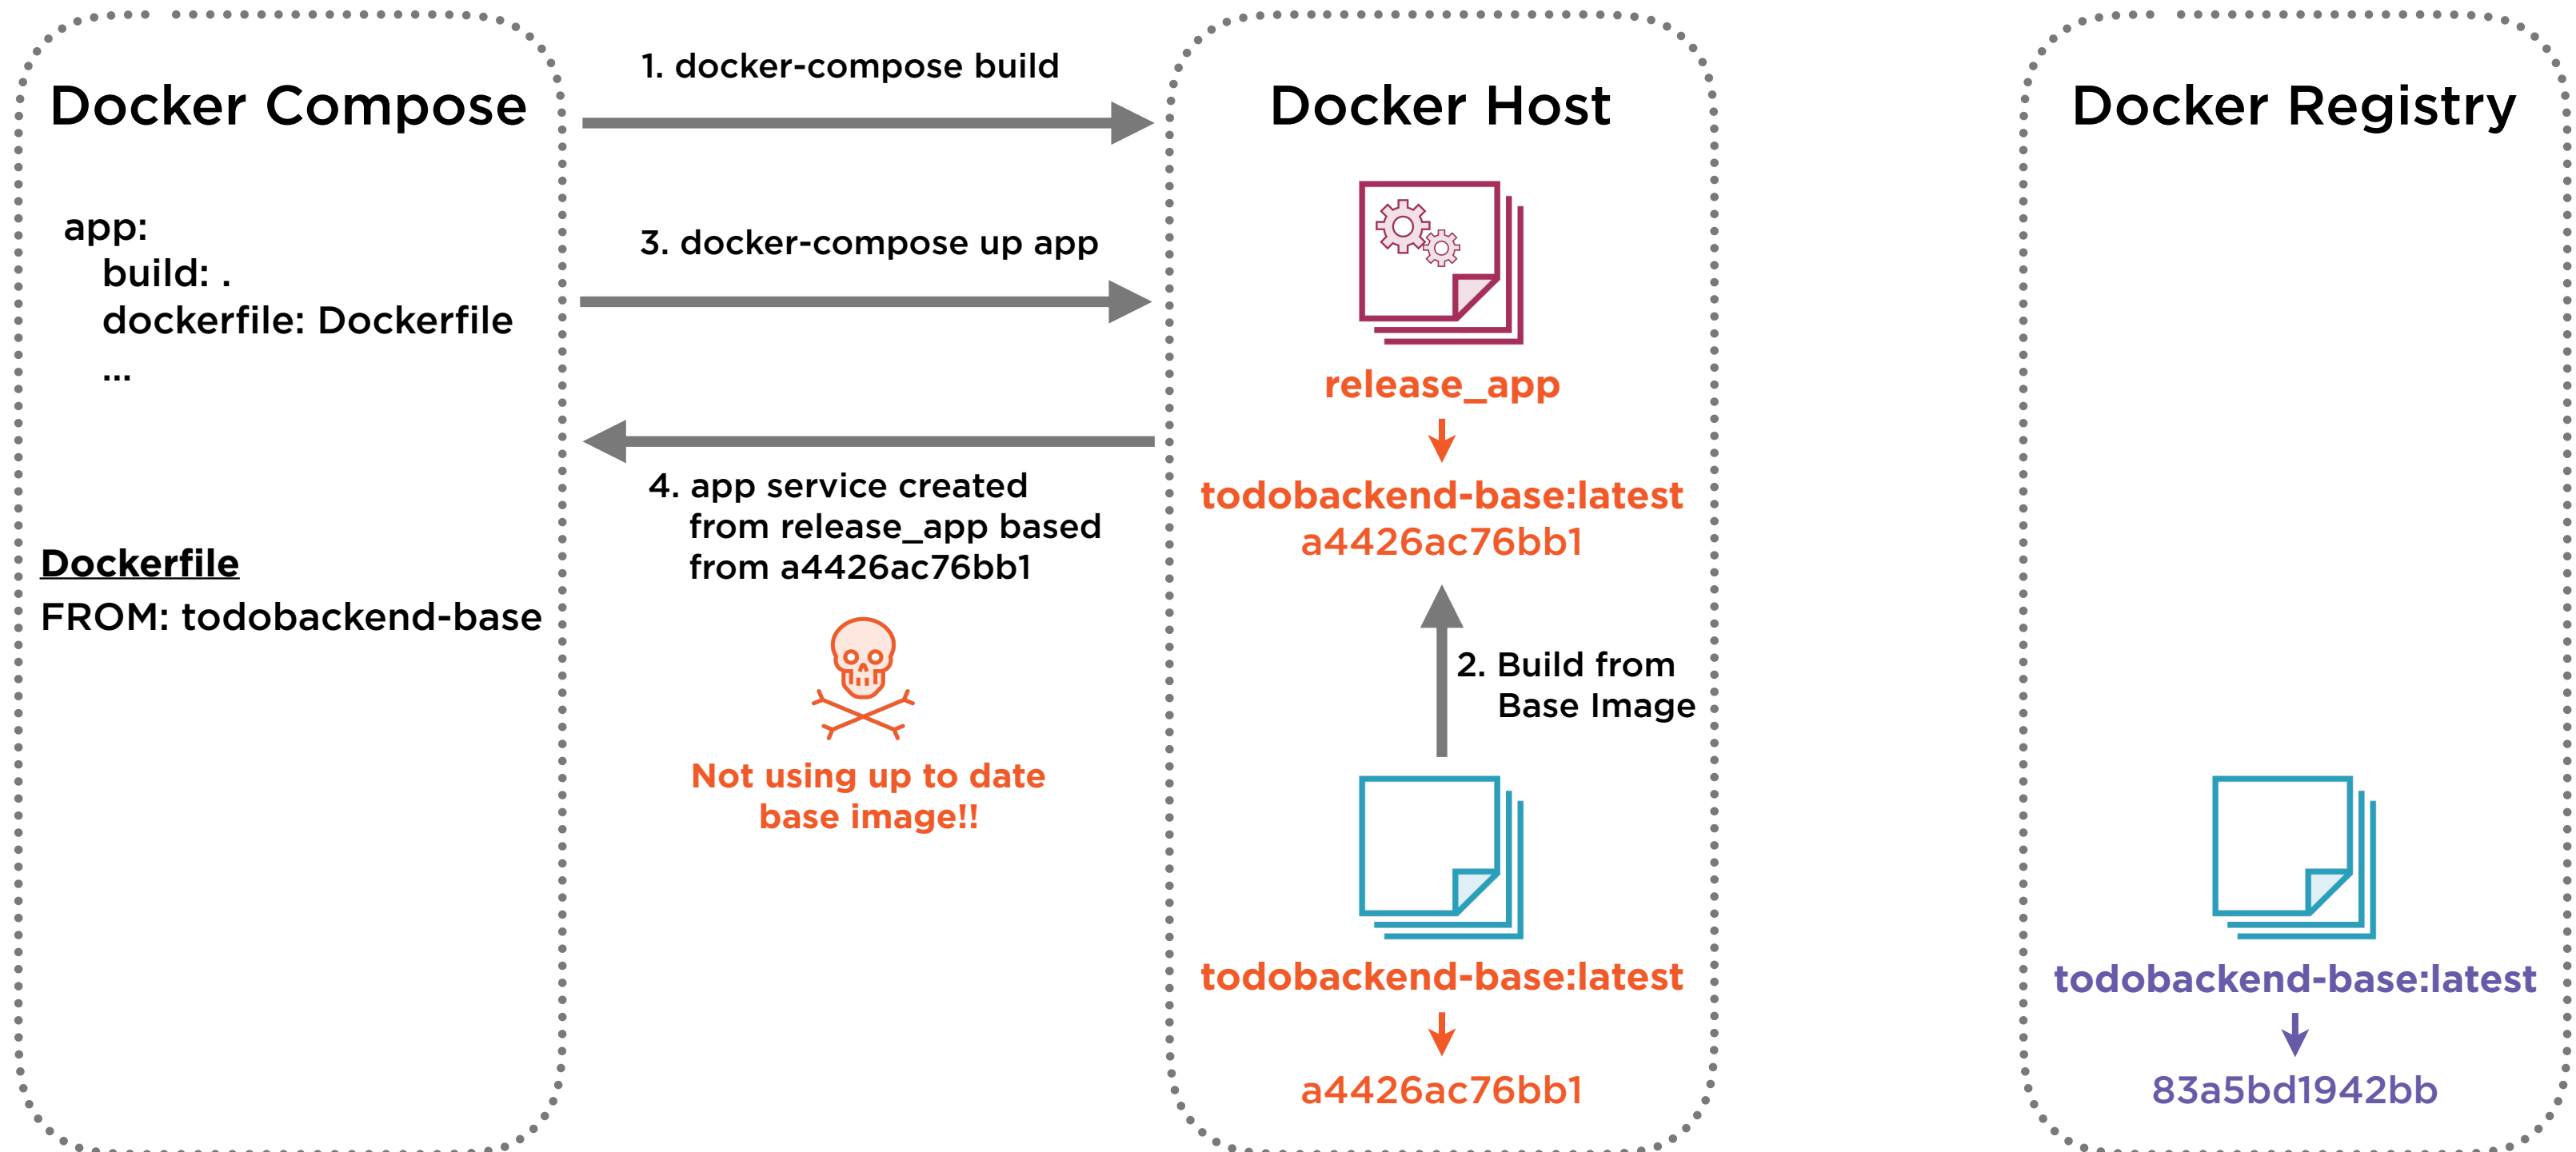 Docker Compose
app:
build: .
dockerfile: Dockerfile
...
Dockerfile
FROM: todobackend-base
1. docker-compose build
3. docker-compose up app
4. app service created
from release_app based
from a4426ac76bb1
Not using up to date
base image!!
Docker Host
release_app
todobackend-base:latest
a4426ac76bb1
2. Build from
Base Image
todobackend-base:latest
a4426ac76bb1
Docker Registry
todobackend-base:latest
83a5bd1942bb